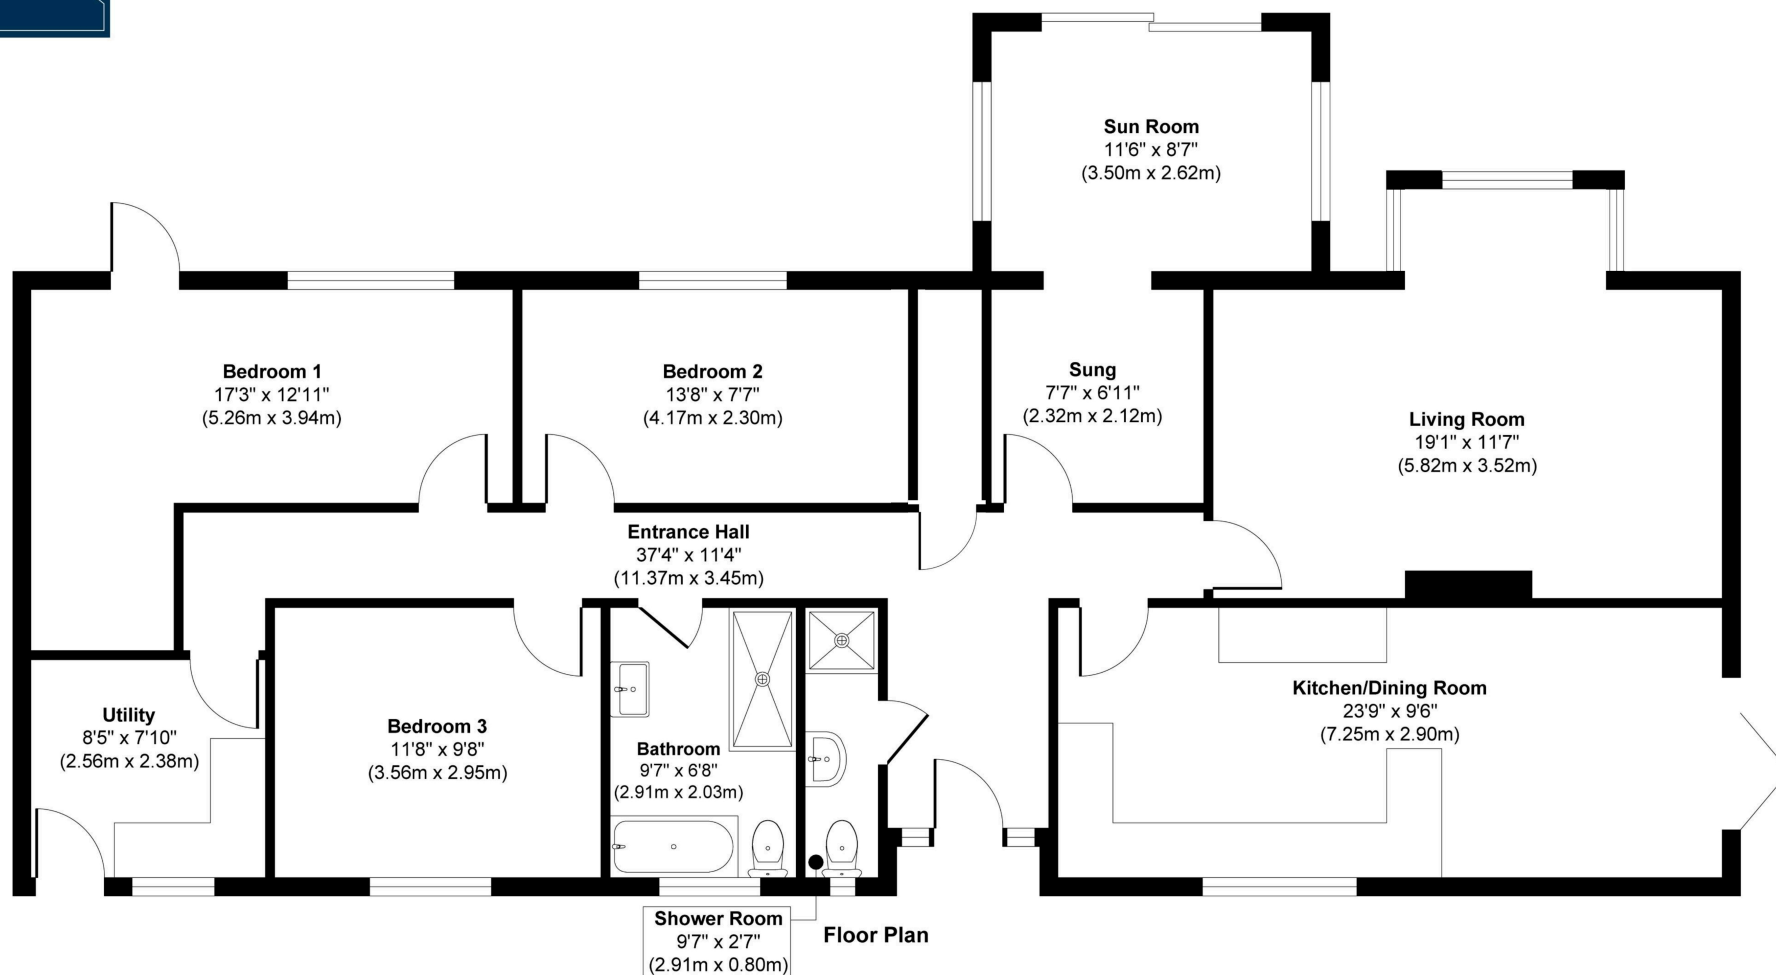 Sun Room
11'6" x 8'7"
(3.50m x 2.62m)
Bedroom 1
17'3" x 12'11"
(5.26m x 3.94m)
Bedroom 2
13'8" x 7'7"
(4.17m x 2.30m)
Sung
7'7" x 6'11"
(2.32m x 2.12m)
Living Room
19'1" x 11'7"
(5.82m x 3.52m)
Entrance Hall
37'4" x 11'4"
(11.37m x 3.45m)
Utility
8'5" x 7'10"
(2.56m x 2.38m)
Bedroom 3
11'8" x 9'8"
(3.56m x 2.95m)
Bathroom
9'7" x 6'8"
(2.91m x 2.03m)
Kitchen/Dining Room
23'9" x 9'6"
(7.25m x 2.90m)
Shower Room
9'7" x 2'7"
(2.91m x 0.80m)
Floor Plan